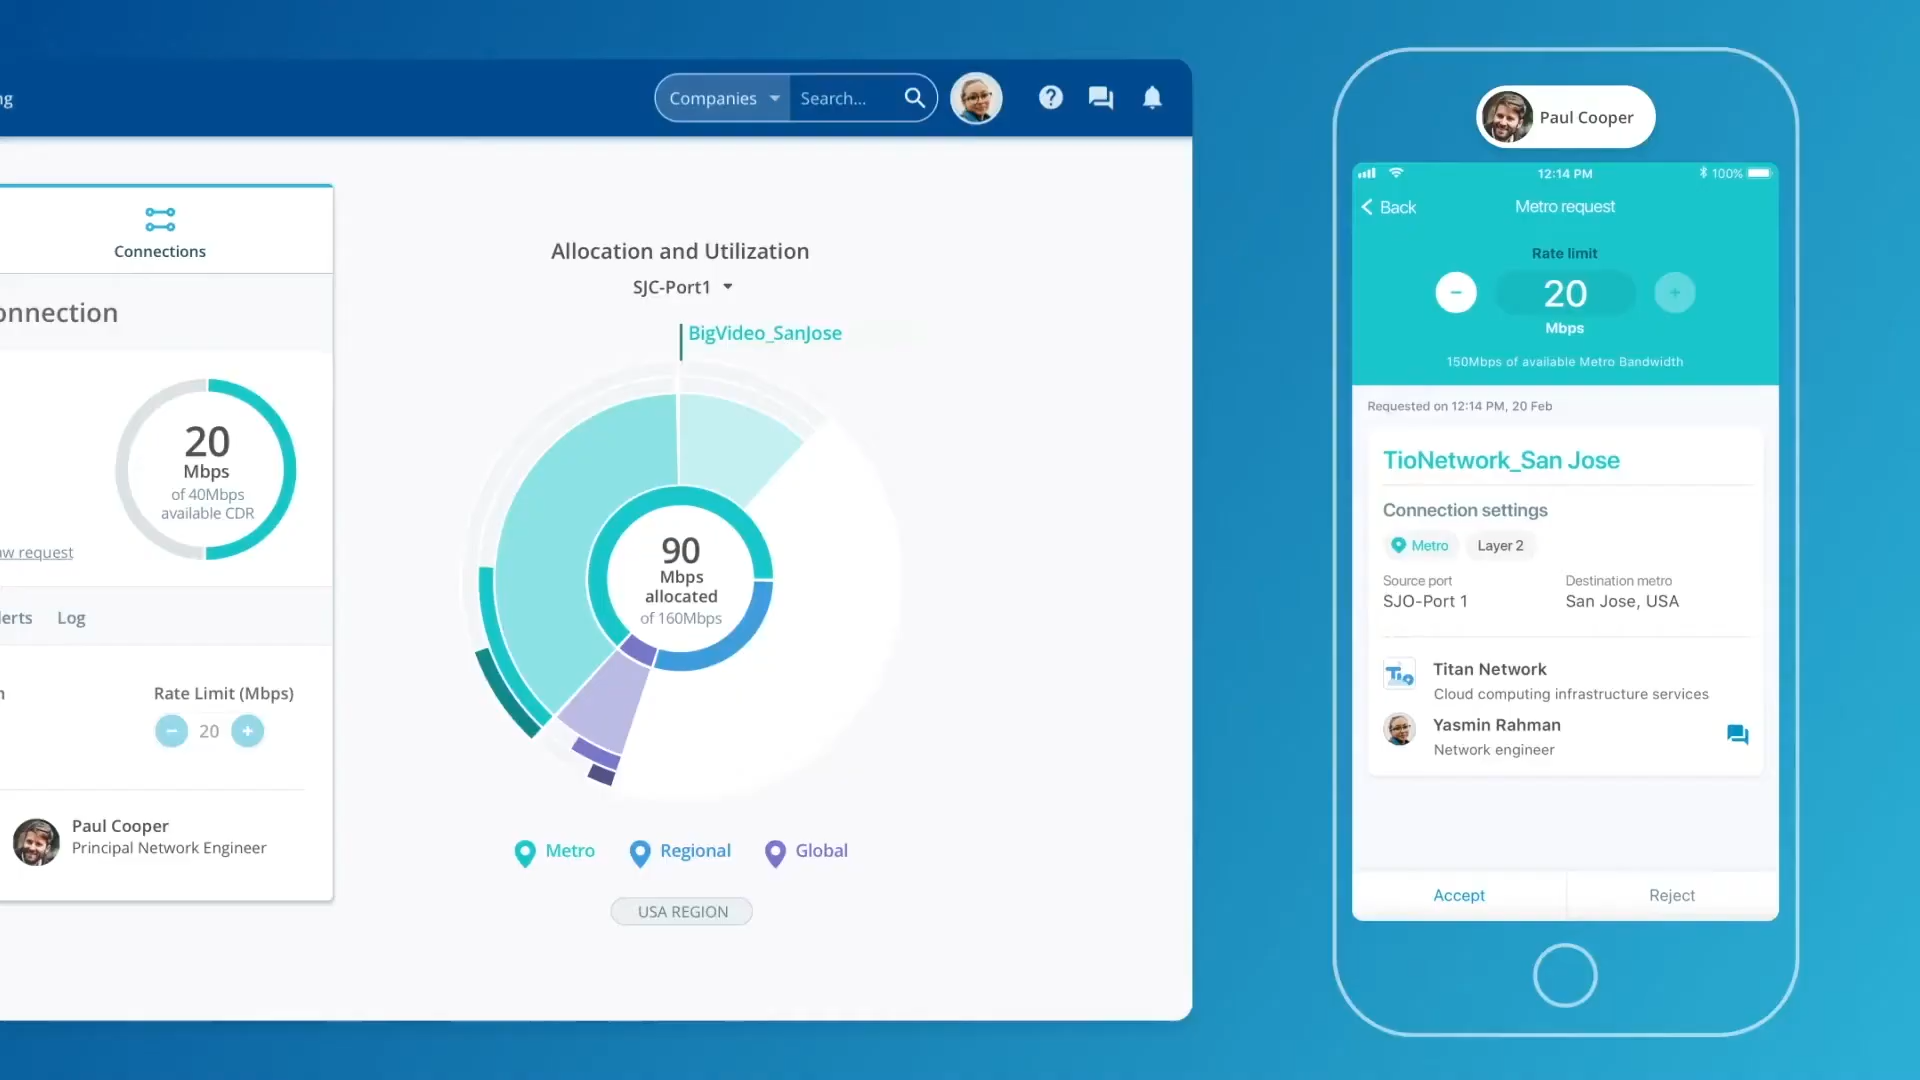 Companies
Search...
Connections
onnection
20
Mbps
of 40Mbps
available CDR
aw request
lerts
Log
Rate Limit (Mbps)
20
Paul Cooper
Principal Network Engineer
Allocation and Utilization
SJC-Port1
BigVideo_SanJose
90
Mbps
allocated
of 160Mbps
Metro
Regional
Global
USA REGION
Paul Cooper
12:14 PM
100%
Back
Metro request
Rate limit
20
Mbps
150Mbps of available Metro Bandwidth
Requested on 12:14 PM, 20 Feb
TioNetwork_San Jose
Connection settings
Metro
Layer 2
Source port
Destination metro
SJO-Port 1
San Jose, USA
Tio
Titan Network
Cloud computing infrastructure services
Yasmin Rahman
Network engineer
Accept
Reject